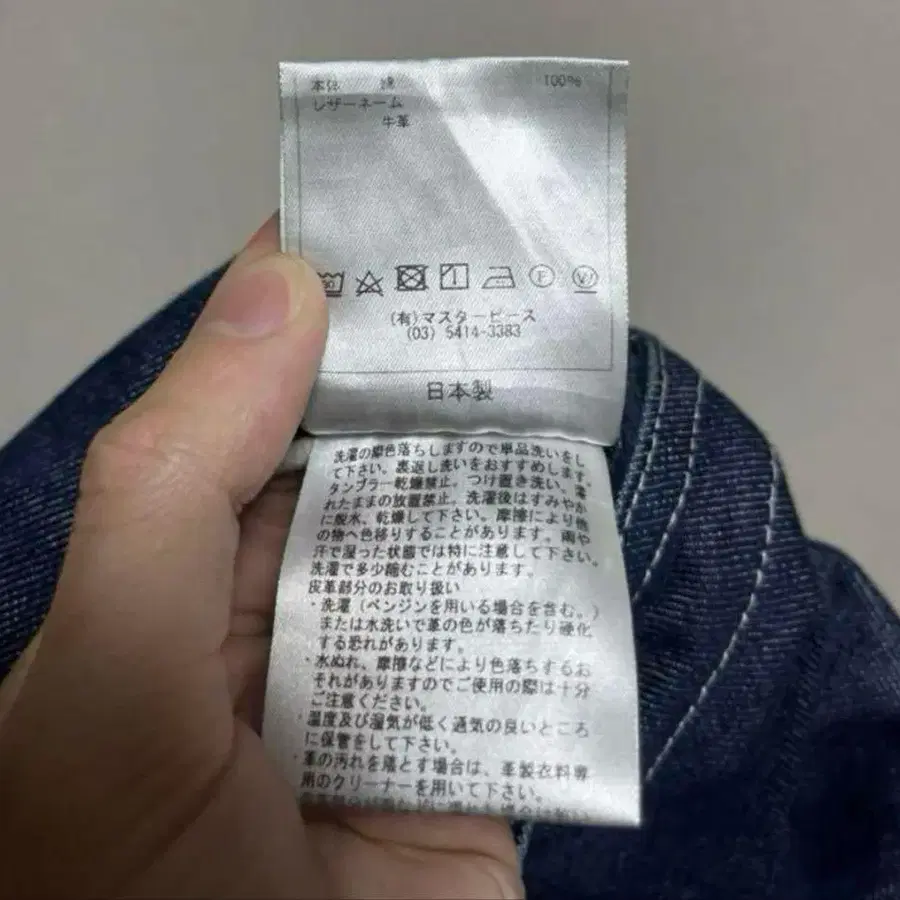 本体 綿 100%
レザーネーム
牛革
30 F W
(有)マスターピース
(03) 5414-3383
日本製
洗濯の際色落ちしますので単品洗いをし
て下さい。裏返し洗いをおすすめします。
タンブラー乾燥禁止。つけ置き洗い、濡
れたままの放置禁止。洗濯後はすみやか
に脱水、乾燥して下さい。摩擦により他
の物へ色移りすることがあります。雨や
汗で湿った状態では特に注意して下さい。
洗濯で多少縮むことがあります。
皮革部分のお取り扱い
・洗濯(ベンジンを用いる場合を含む。)
または水洗いで革の色が落ちたり硬化
する恐れがあります。
・水ぬれ、摩擦などにより色落ちするお
それがありますのでご使用の際は十分
ご注意ください。
・温度及び湿気が低く通気の良いところ
に保管をして下さい。
・革の汚れを落とす場合は、革製衣料専
用のクリーナーを用いて下さい。